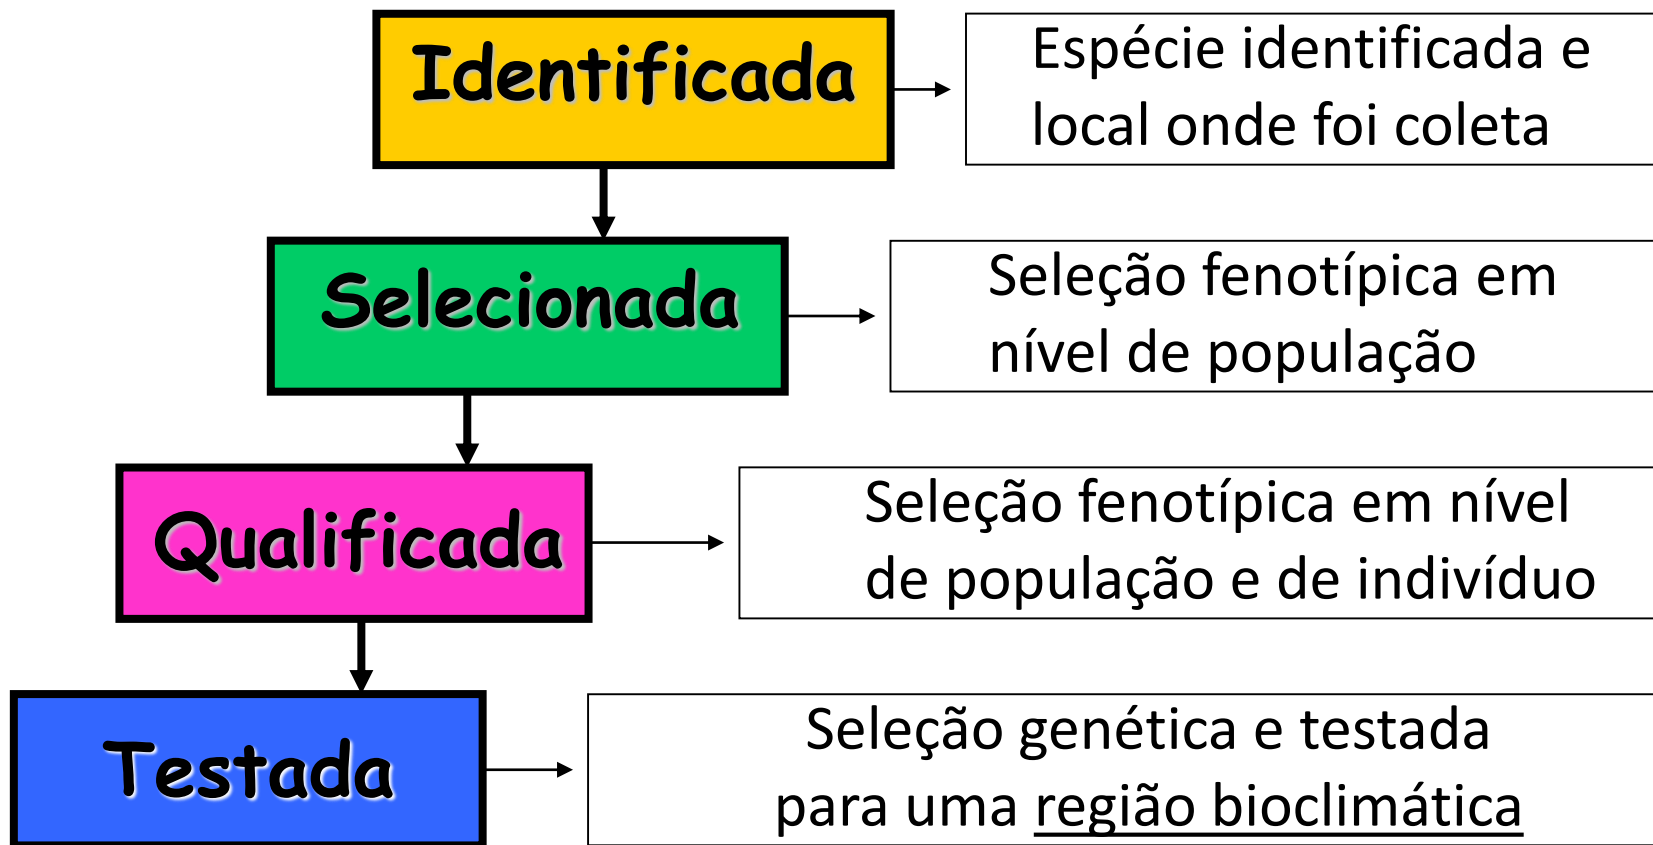 Identificada
Espécie identificada e
local onde foi coleta
Selecionada
Seleção fenotípica em
nível de população
Qualificada
Seleção fenotípica em nível
de população e de indivíduo
Testada
Seleção genética e testada
para uma região bioclimática